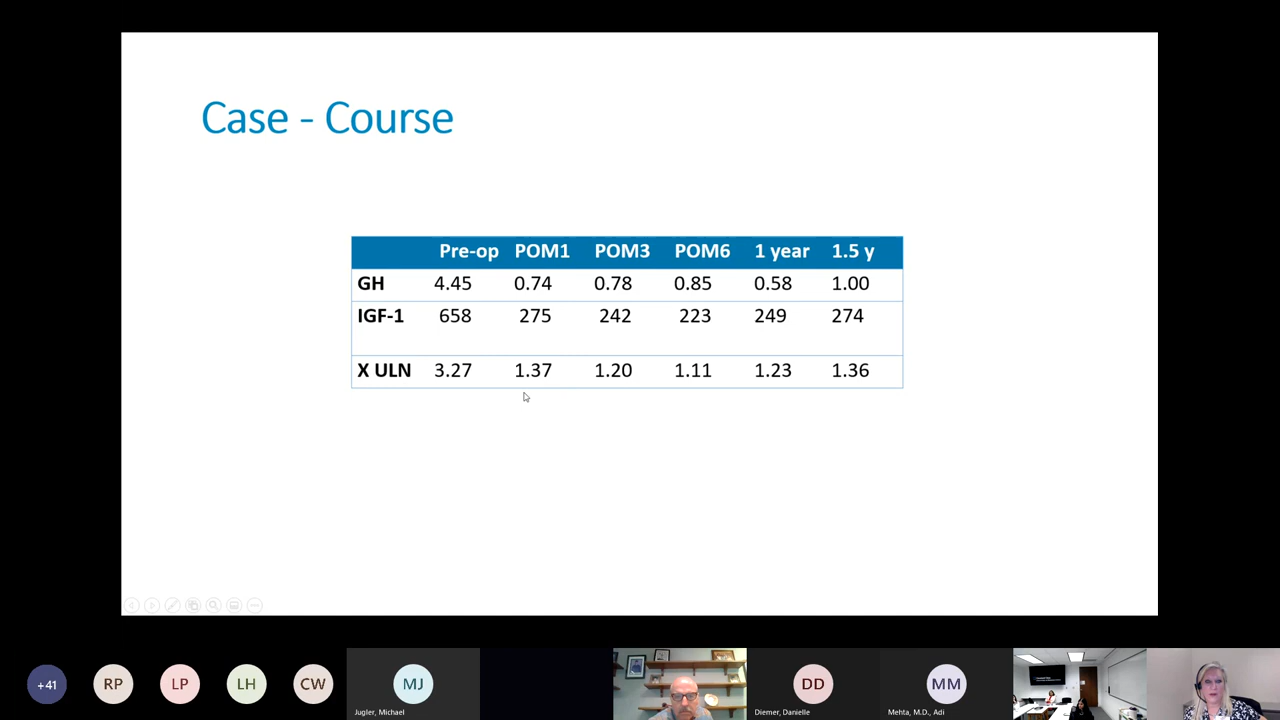 Case - Course
Pre-op POM1 POM3 POM6 1 year 1.5 y
GH 4.45 0.74 0.78 0.85 0.58 1.00
IGF-1 658 275 242 223 249 274
X ULN 3.27 1.37 1.20 1.11 1.23 1.36
+41 RP LP LH CW MJ DD MM
Jugler, Michael Diemer, Danielle Mehta, M.D., Adi